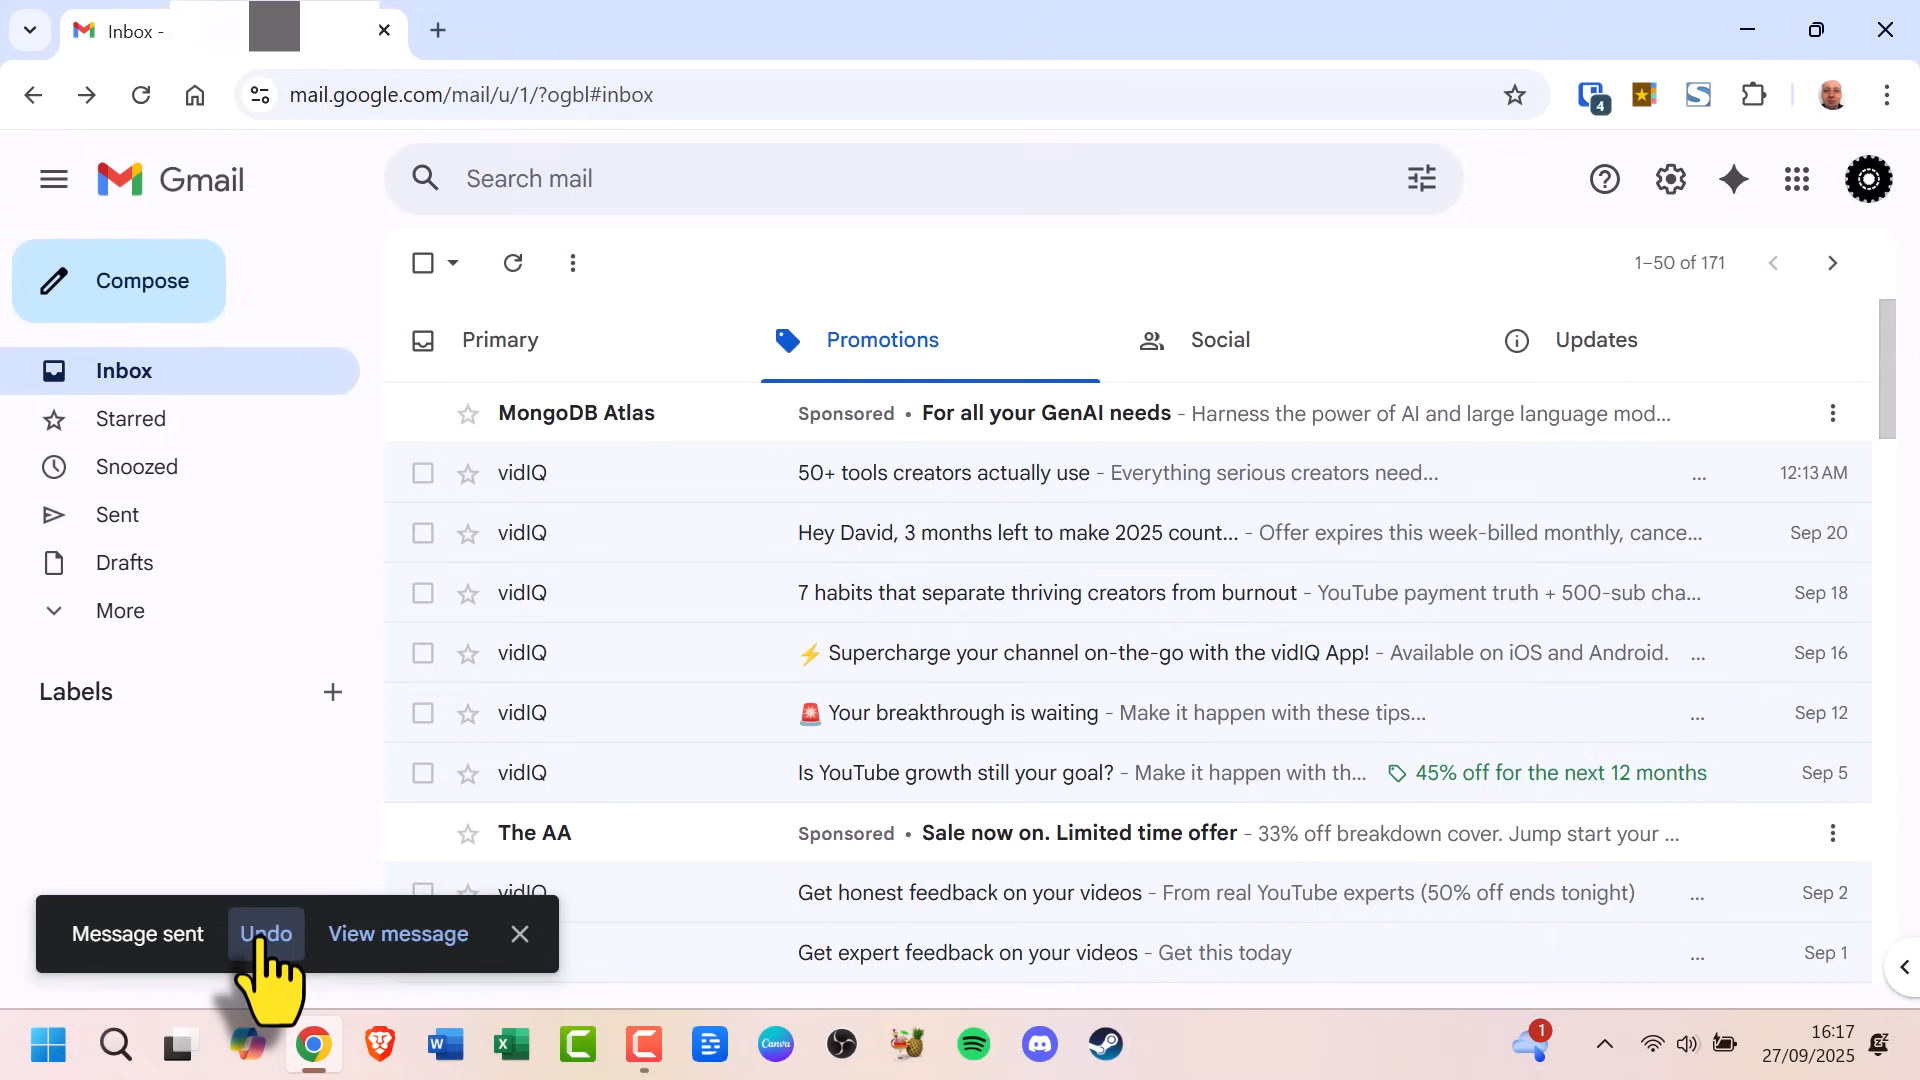 Inbox -
mail.google.com/mail/u/1/?ogbl#inbox
4
Gmail
Search mail
Compose
1–50 of 171
Inbox
Starred
Snoozed
Sent
Drafts
More
Labels
Primary
Promotions
Social
Updates
MongoDB Atlas Sponsored • For all your GenAI needs - Harness the power of AI and large language mod...
vidIQ 50+ tools creators actually use - Everything serious creators need... ... 12:13 AM
vidIQ Hey David, 3 months left to make 2025 count... - Offer expires this week-billed monthly, cance... Sep 20
vidIQ 7 habits that separate thriving creators from burnout - YouTube payment truth + 500-sub cha... Sep 18
vidIQ ⚡ Supercharge your channel on-the-go with the vidIQ App! - Available on iOS and Android. ... Sep 16
vidIQ 🚨 Your breakthrough is waiting - Make it happen with these tips... ... Sep 12
vidIQ Is YouTube growth still your goal? - Make it happen with th... 45% off for the next 12 months Sep 5
The AA Sponsored • Sale now on. Limited time offer - 33% off breakdown cover. Jump start your ...
vidIQ Get honest feedback on your videos - From real YouTube experts (50% off ends tonight) ... Sep 2
Get expert feedback on your videos - Get this today ... Sep 1
Message sent Undo View message
W
X
Canva
1
16:17
27/09/2025